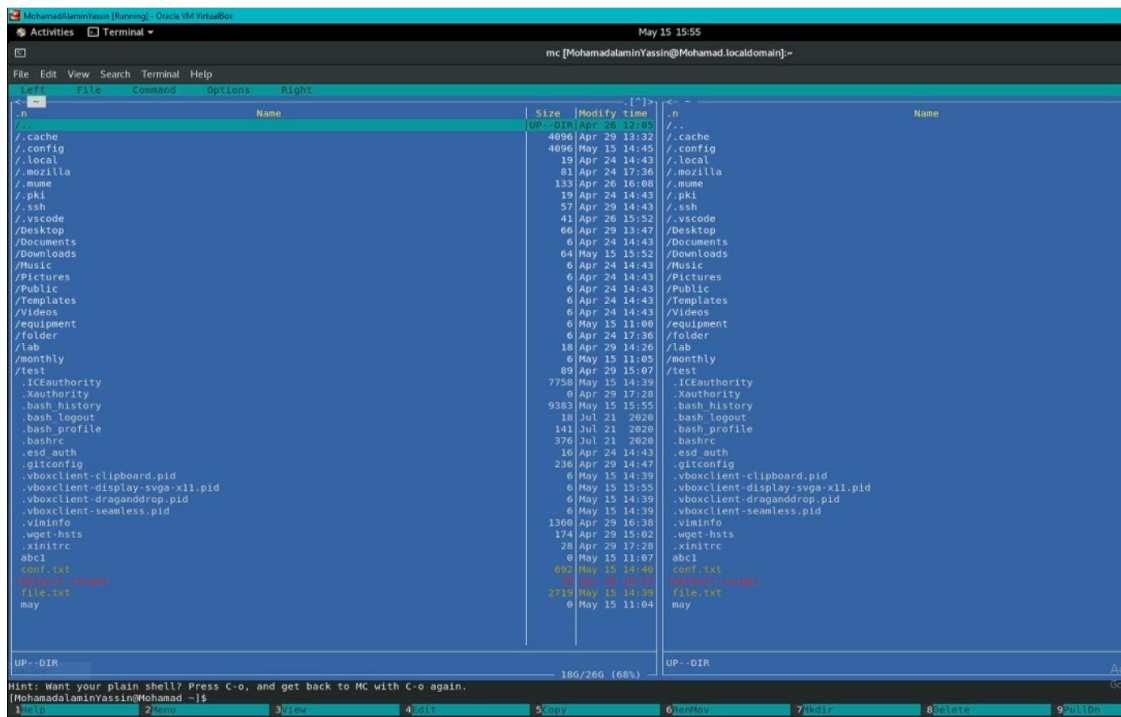 MohamadAlaminYassin [Running] - Oracle VM VirtualBox
Activities Terminal May 15 15:55
mc [MohamadalaminYassin@Mohamad.localdomain]:~
File Edit View Search Terminal Help
Left File Command Options Right
<- ~ .[^]> <- ~
.n Name Size Modify time .n Name
/.. UP--DIR Apr 26 12:05 /..
/.cache 4096 Apr 29 13:32 /.cache
/.config 4096 May 15 14:45 /.config
/.local 19 Apr 24 14:43 /.local
/.mozilla 81 Apr 24 17:36 /.mozilla
/.mume 133 Apr 26 16:08 /.mume
/.pki 19 Apr 24 14:43 /.pki
/.ssh 57 Apr 29 14:43 /.ssh
/.vscode 41 Apr 26 15:52 /.vscode
/Desktop 66 Apr 29 13:47 /Desktop
/Documents 6 Apr 24 14:43 /Documents
/Downloads 64 May 15 15:52 /Downloads
/Music 6 Apr 24 14:43 /Music
/Pictures 6 Apr 24 14:43 /Pictures
/Public 6 Apr 24 14:43 /Public
/Templates 6 Apr 24 14:43 /Templates
/Videos 6 Apr 24 14:43 /Videos
/equipment 6 May 15 11:00 /equipment
/folder 6 Apr 24 17:36 /folder
/lab 18 Apr 29 14:26 /lab
/monthly 6 May 15 11:05 /monthly
/test 89 Apr 29 15:07 /test
.ICEauthority 7758 May 15 14:39 .ICEauthority
.Xauthority 0 Apr 29 17:28 .Xauthority
.bash_history 9383 May 15 15:55 .bash_history
.bash_logout 18 Jul 21 2020 .bash_logout
.bash_profile 141 Jul 21 2020 .bash_profile
.bashrc 376 Jul 21 2020 .bashrc
.esd_auth 16 Apr 24 14:43 .esd_auth
.gitconfig 236 Apr 29 14:47 .gitconfig
.vboxclient-clipboard.pid 6 May 15 14:39 .vboxclient-clipboard.pid
.vboxclient-display-svga-x11.pid 6 May 15 15:55 .vboxclient-display-svga-x11.pid
.vboxclient-draganddrop.pid 6 May 15 14:39 .vboxclient-draganddrop.pid
.vboxclient-seamless.pid 6 May 15 14:39 .vboxclient-seamless.pid
.viminfo 1360 Apr 29 16:38 .viminfo
.wget-hsts 174 Apr 29 15:02 .wget-hsts
.xinitrc 28 Apr 29 17:28 .xinitrc
abc1 0 May 15 11:07 abc1
conf.txt 692 May 15 14:40 conf.txt
file.txt 2719 May 15 14:39 file.txt
may 0 May 15 11:04 may
UP--DIR UP--DIR
18G/26G (68%)
Hint: Want your plain shell? Press C-o, and get back to MC with C-o again.
[MohamadalaminYassin@Mohamad ~]$
1Help 2Menu 3View 4Edit 5Copy 6RenMov 7Mkdir 8Delete 9PullDn